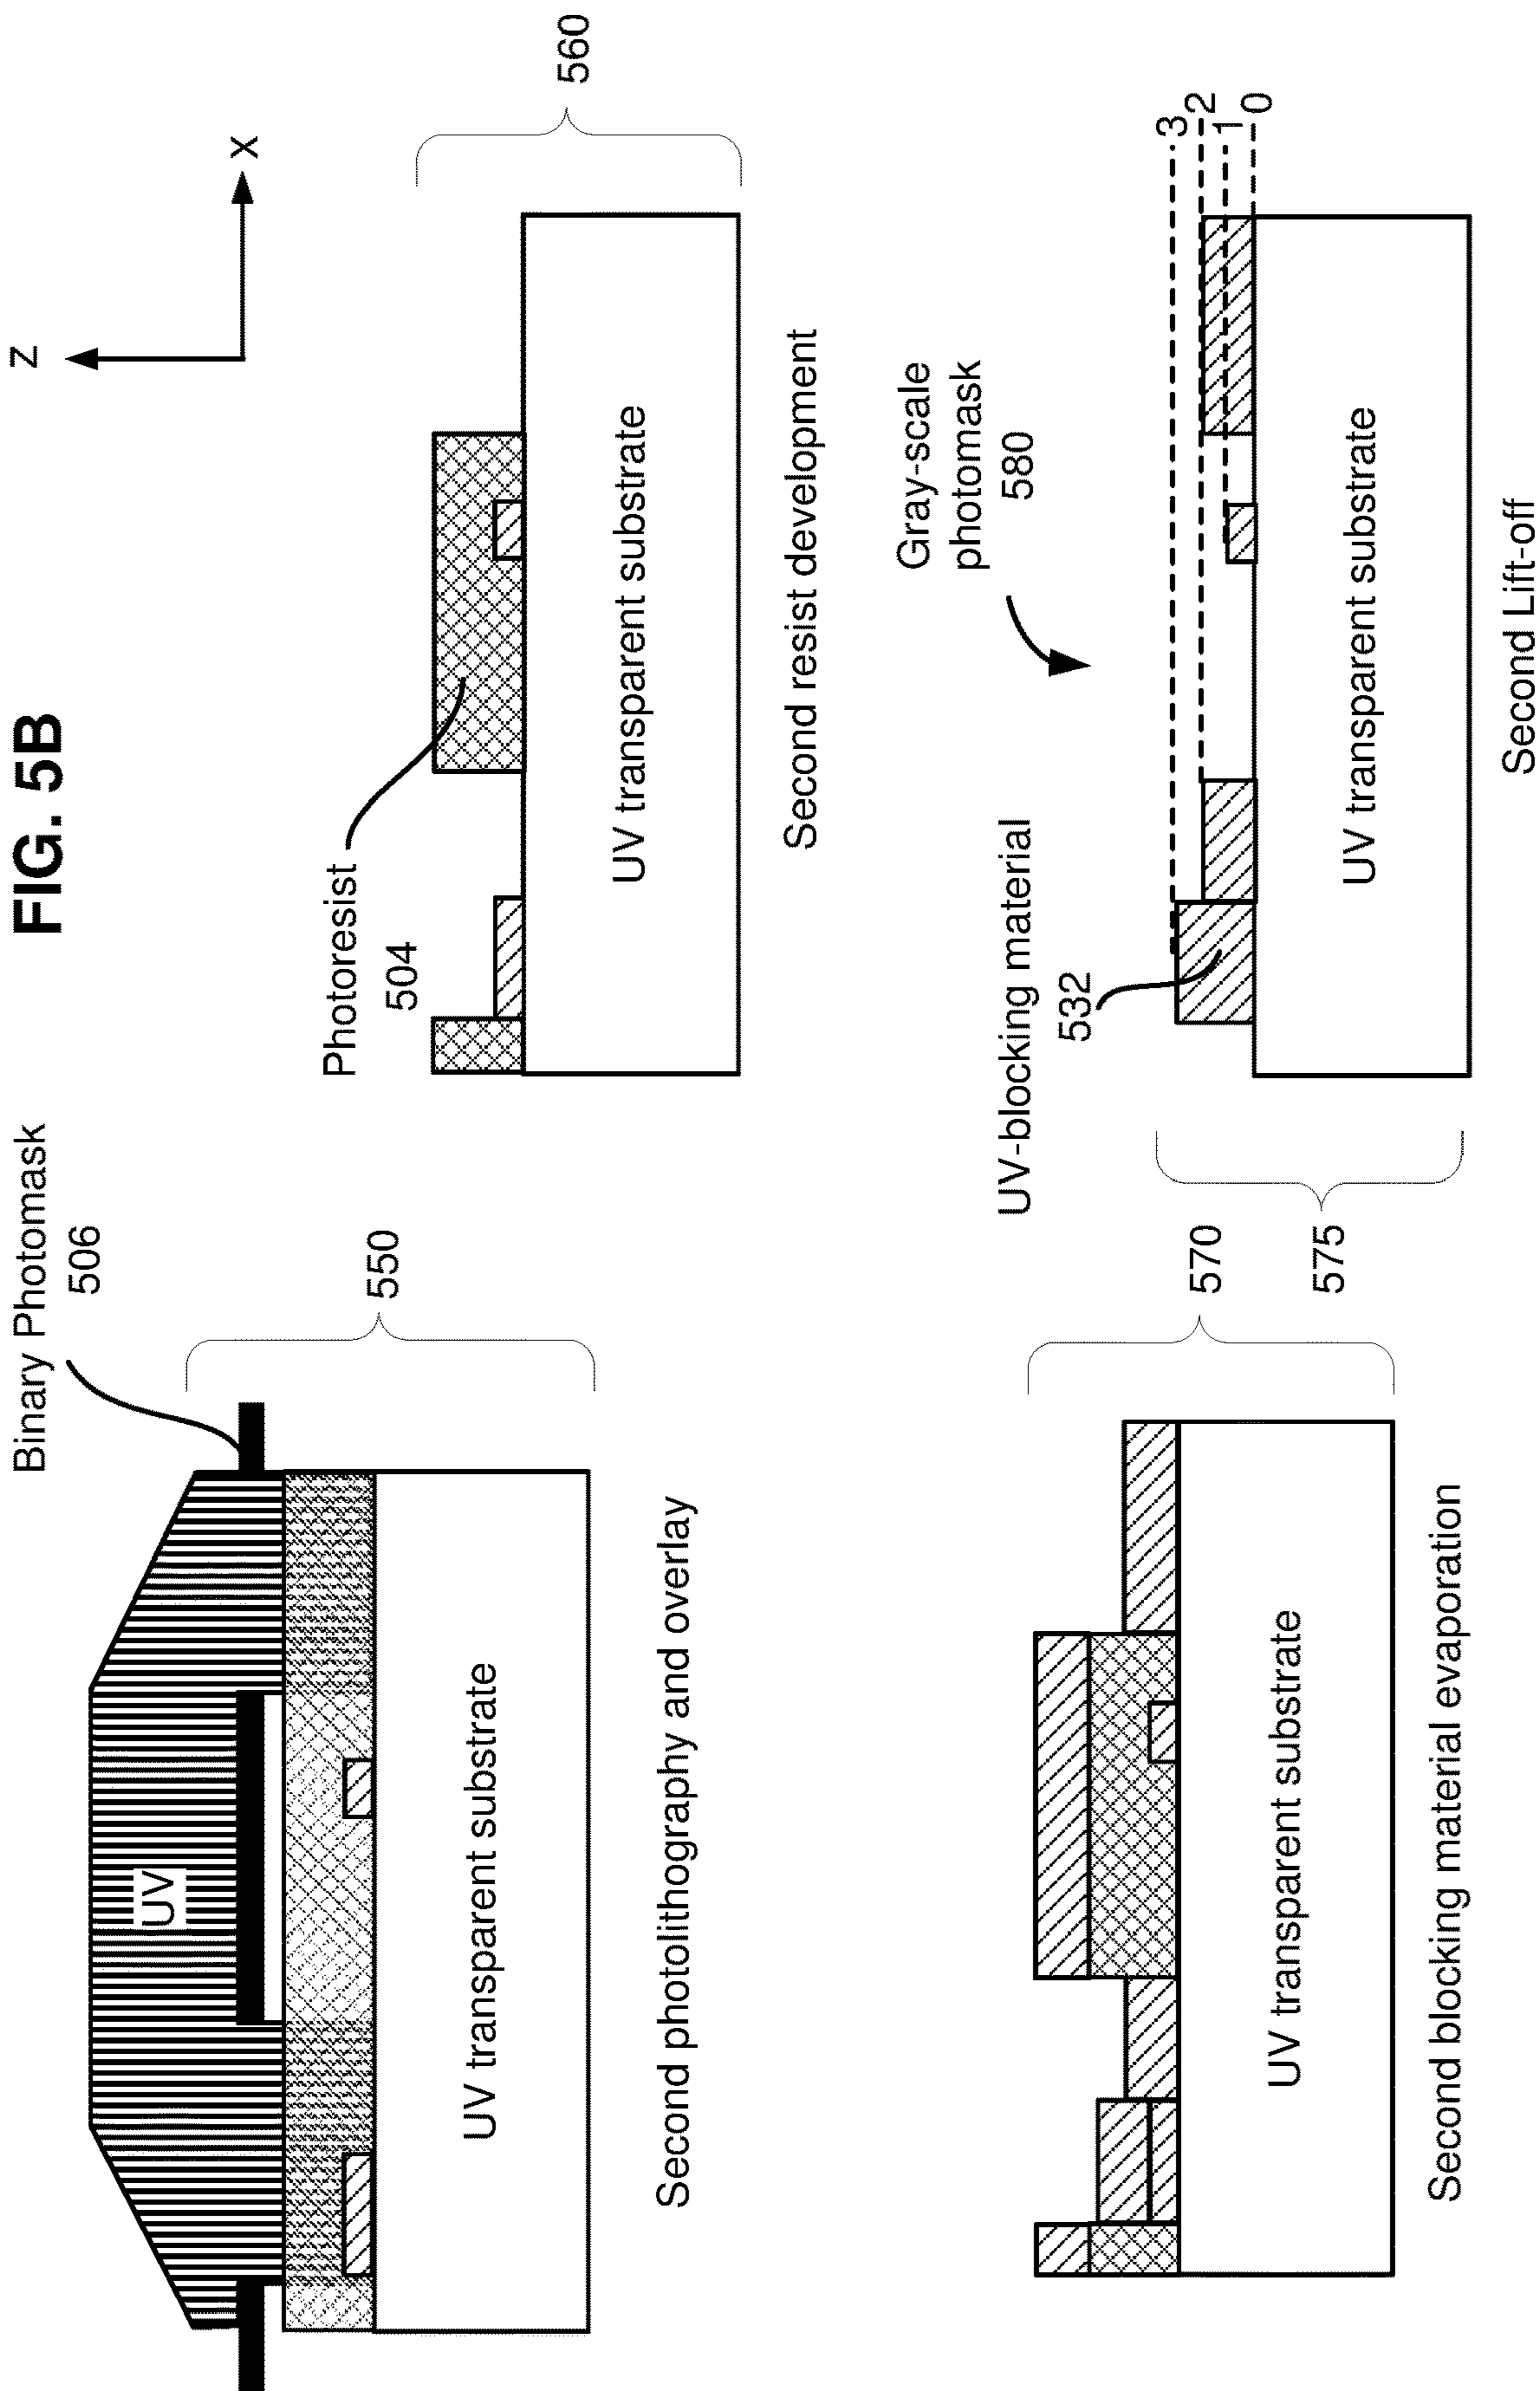 FIG. 5B
Binary Photomask
506
UV
UV transparent substrate
550
Second photolithography and overlay
z
x
Photoresist
504
UV transparent substrate
560
Second resist development
UV transparent substrate
570
Second blocking material evaporation
UV-blocking material
532
Gray-scale
photomask
580
3
2
1
0
UV transparent substrate
575
Second Lift-off